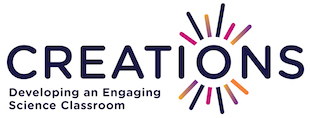 CREATIONS
Developing an Engaging
Science Classroom